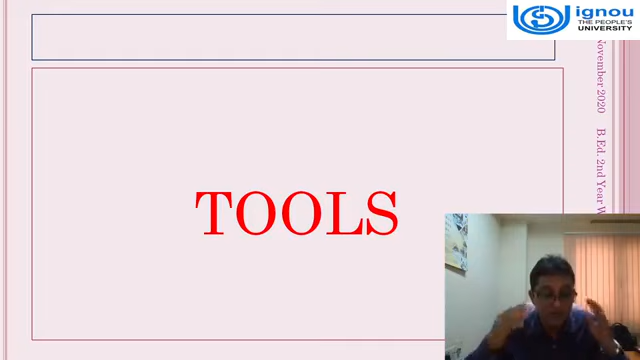 ignou
THE PEOPLE'S
UNIVERSITY
November 2020 B.Ed. 2nd Year
TOOLS